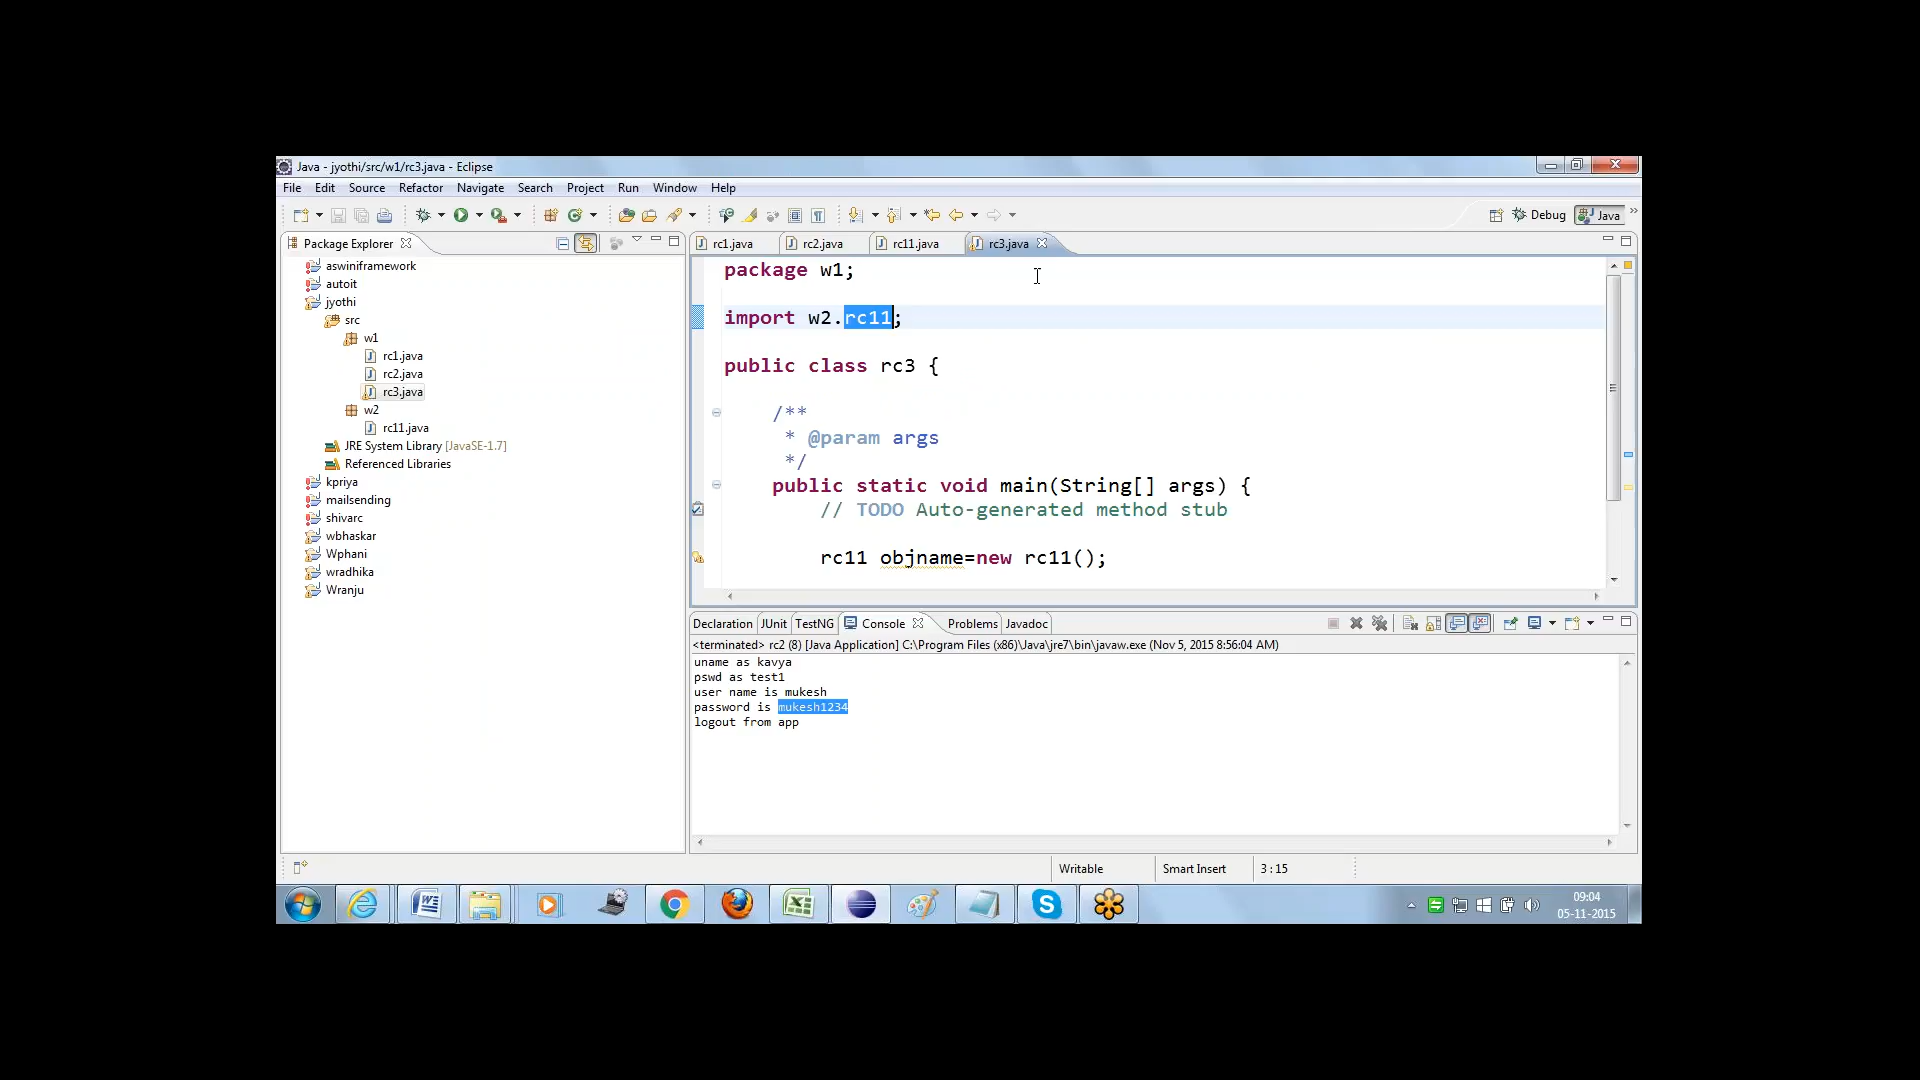 Java - jyothi/src/w1/rc3.java - Eclipse
File Edit Source Refactor Navigate Search Project Run Window Help
Debug Java
Package Explorer
aswiniframework
autoit
jyothi
src
w1
rc1.java
rc2.java
rc3.java
w2
rc11.java
JRE System Library [JavaSE-1.7]
Referenced Libraries
kpriya
mailsending
shivarc
wbhaskar
Wphani
wradhika
Wranju
rc1.java rc2.java rc11.java rc3.java
package w1;
import w2.rc11;
public class rc3 {
/**
* @param args
*/
public static void main(String[] args) {
// TODO Auto-generated method stub
rc11 objname=new rc11();
Declaration JUnit TestNG Console Problems Javadoc
<terminated> rc2 (8) [Java Application] C:\Program Files (x86)\Java\jre7\bin\javaw.exe (Nov 5, 2015 8:56:04 AM)
uname as kavya
pswd as test1
user name is mukesh
password is mukesh1234
logout from app
Writable Smart Insert 3 : 15
09:04
05-11-2015